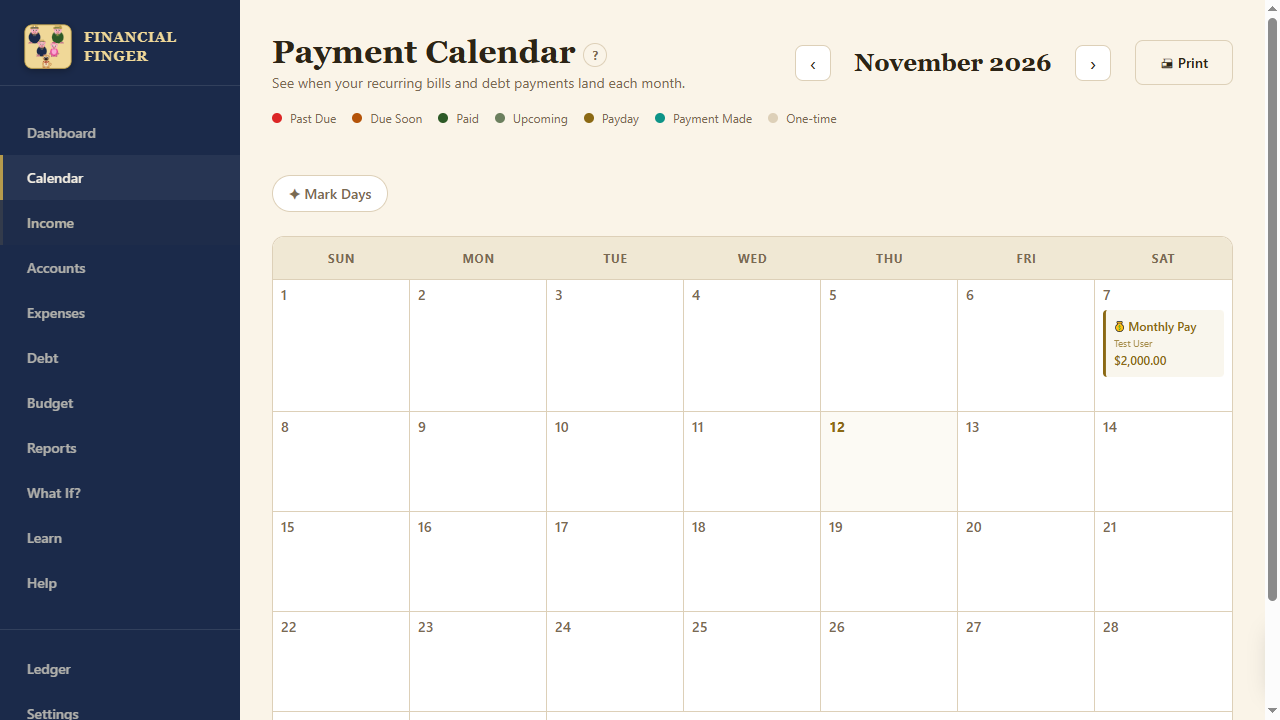 FINANCIAL
FINGER
Dashboard
Calendar
Income
Accounts
Expenses
Debt
Budget
Reports
What If?
Learn
Help
Ledger
Settings
Payment Calendar ?
See when your recurring bills and debt payments land each month.
‹ November 2026 ›
Print
Past Due Due Soon Paid Upcoming Payday Payment Made One-time
✦ Mark Days
SUN MON TUE WED THU FRI SAT
1 2 3 4 5 6 7
Monthly Pay
Test User
$2,000.00
8 9 10 11 12 13 14
15 16 17 18 19 20 21
22 23 24 25 26 27 28